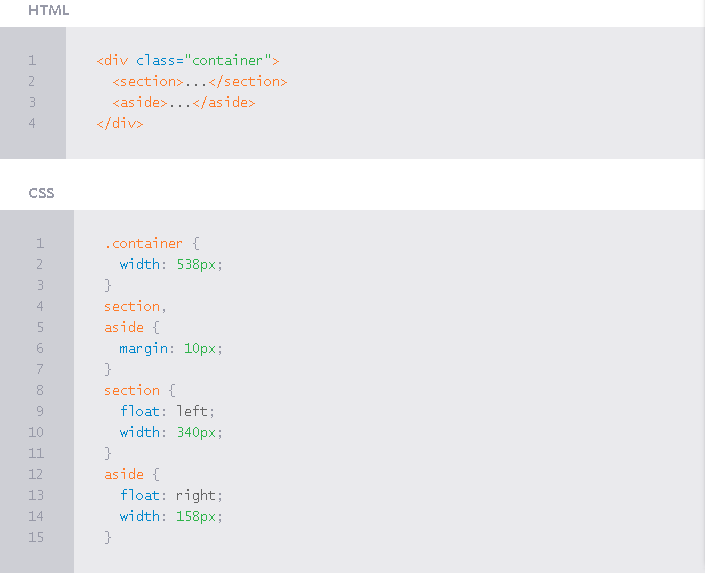 HTML
1 <div class="container">
2   <section>...</section>
3   <aside>...</aside>
4 </div>
CSS
1 .container {
2   width: 538px;
3 }
4 section,
5 aside {
6   margin: 10px;
7 }
8 section {
9   float: left;
10   width: 340px;
11 }
12 aside {
13   float: right;
14   width: 158px;
15 }